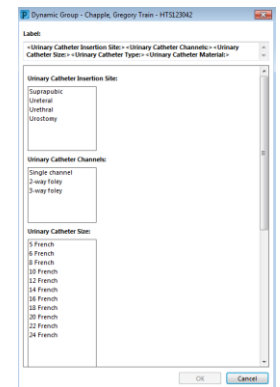 Dynamic Group - Chapple, Gregory Train - HTS123042
Label:
<Urinary Catheter Insertion Site:> <Urinary Catheter Channels:> <Urinary
Catheter Size:> <Urinary Catheter Type:> <Urinary Catheter Material:>
Urinary Catheter Insertion Site:
Suprapubic
Ureteral
Urethral
Urostomy
Urinary Catheter Channels:
Single channel
2-way foley
3-way foley
Urinary Catheter Size:
5 French
6 French
8 French
10 French
12 French
14 French
16 French
18 French
20 French
22 French
24 French
OK Cancel